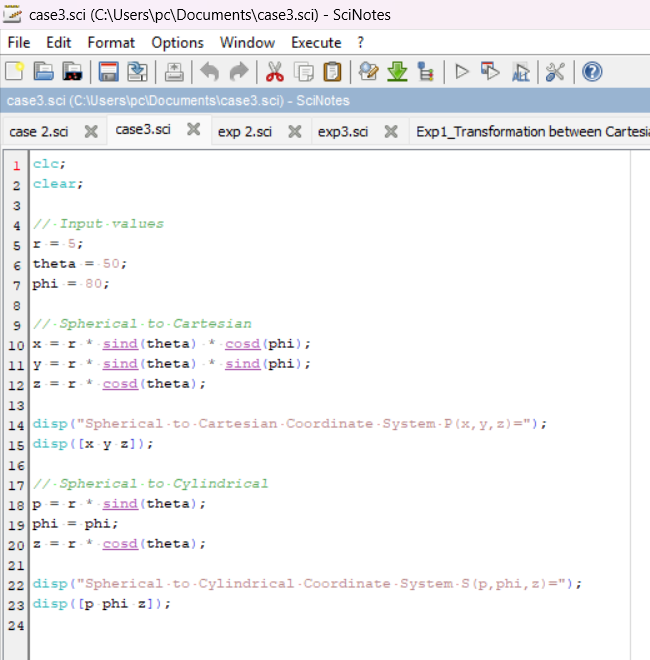 case3.sci (C:\Users\pc\Documents\case3.sci) - SciNotes
File Edit Format Options Window Execute ?
case3.sci (C:\Users\pc\Documents\case3.sci) - SciNotes
case 2.sci case3.sci exp 2.sci exp3.sci Exp1_Transformation between Cartesia
1 clc;
2 clear;
3
4 // Input values
5 r = 5;
6 theta = 50;
7 phi = 80;
8
9 // Spherical to Cartesian
10 x = r * sind(theta) * cosd(phi);
11 y = r * sind(theta) * sind(phi);
12 z = r * cosd(theta);
13
14 disp("Spherical to Cartesian Coordinate System P(x,y,z)=");
15 disp([x y z]);
16
17 // Spherical to Cylindrical
18 p = r * sind(theta);
19 phi = phi;
20 z = r * cosd(theta);
21
22 disp("Spherical to Cylindrical Coordinate System S(p,phi,z)=");
23 disp([p phi z]);
24